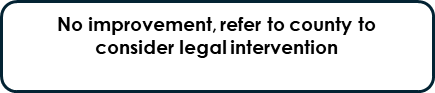 No improvement, refer to county to
consider legal intervention